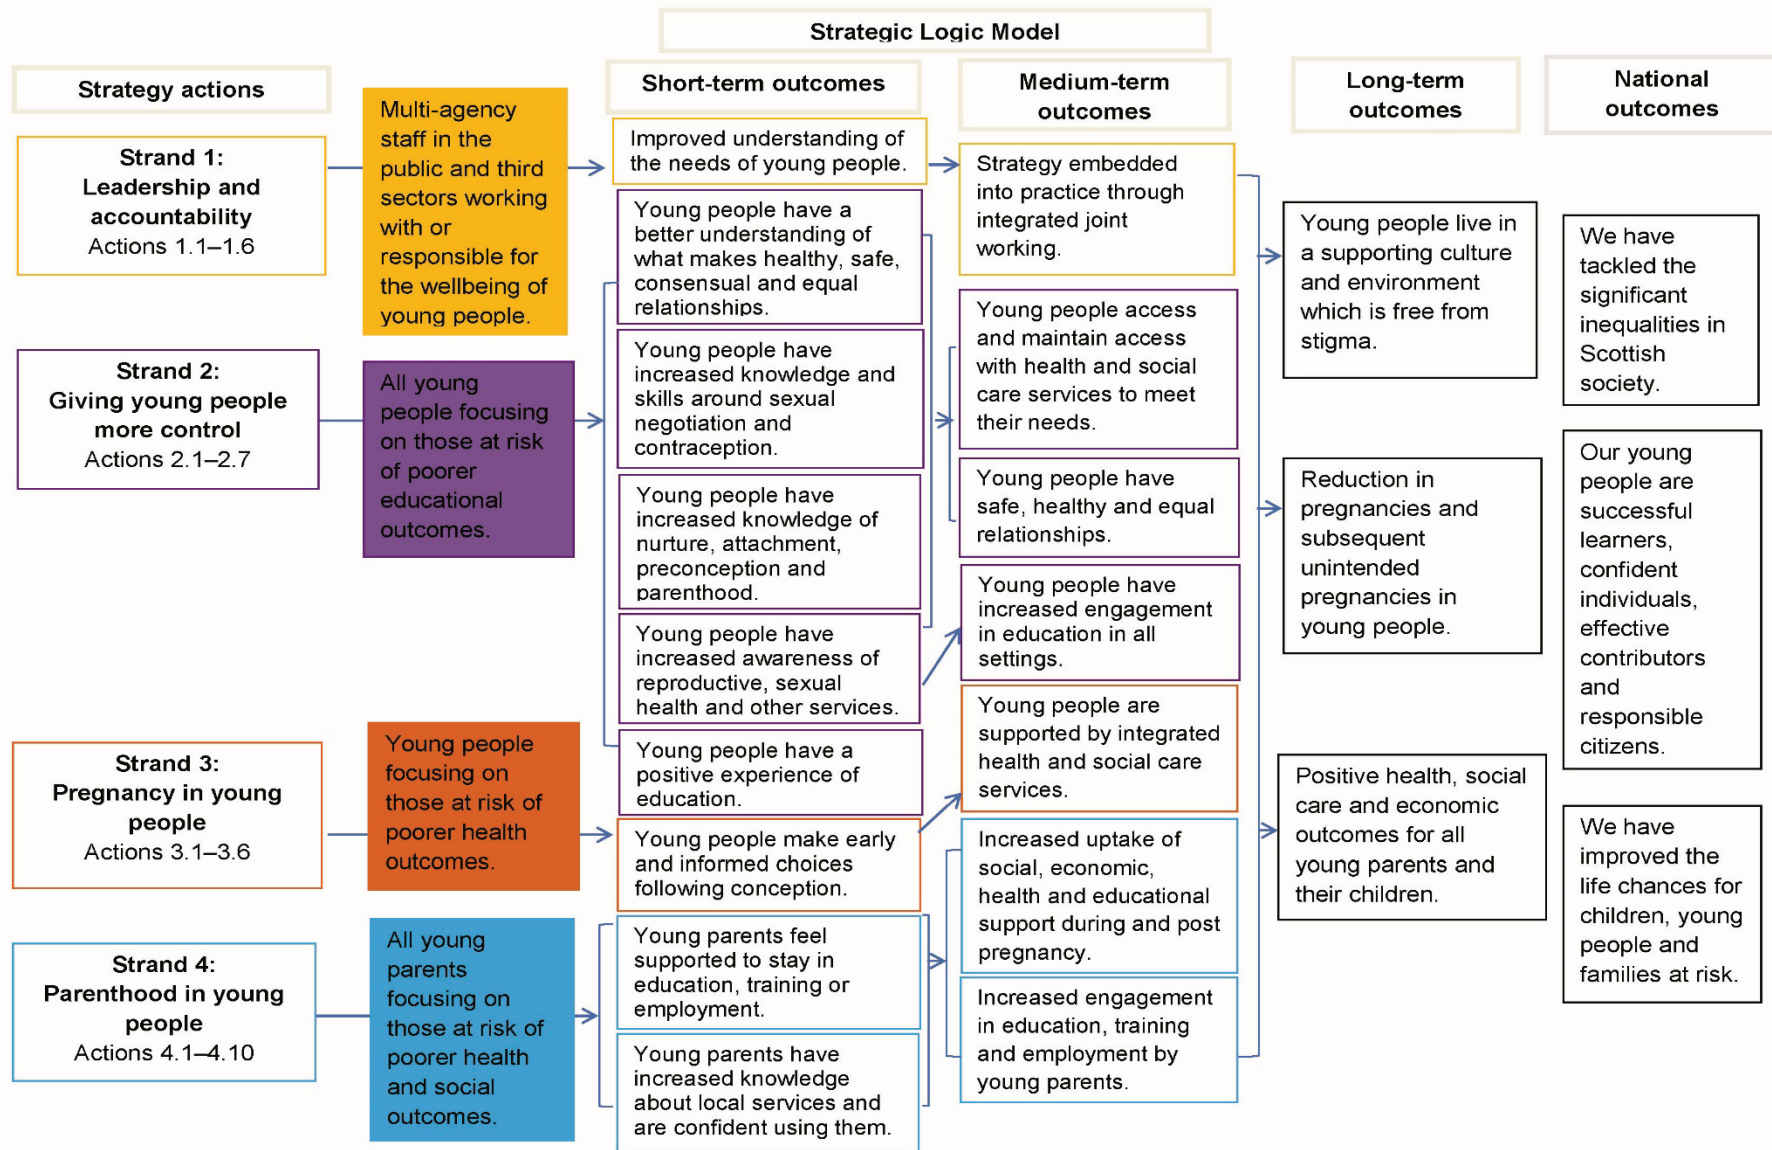 Strategic Logic Model
Strategy actions
Strand 1:
Leadership and
accountability
Actions 1.1–1.6
Strand 2:
Giving young people
more control
Actions 2.1–2.7
Strand 3:
Pregnancy in young
people
Actions 3.1–3.6
Strand 4:
Parenthood in young
people
Actions 4.1–4.10
Multi-agency
staff in the
public and third
sectors working
with or
responsible for
the wellbeing of
young people.
All young
people focusing
on those at risk
of poorer
educational
outcomes.
Young people
focusing on
those at risk of
poorer health
outcomes.
All young
parents
focusing on
those at risk of
poorer health
and social
outcomes.
Short-term outcomes
Improved understanding of
the needs of young people.
Young people have a
better understanding of
what makes healthy, safe,
consensual and equal
relationships.
Young people have
increased knowledge and
skills around sexual
negotiation and
contraception.
Young people have
increased knowledge of
nurture, attachment,
preconception and
parenthood.
Young people have
increased awareness of
reproductive, sexual
health and other services.
Young people have a
positive experience of
education.
Young people make early
and informed choices
following conception.
Young parents feel
supported to stay in
education, training or
employment.
Young parents have
increased knowledge
about local services and
are confident using them.
Medium-term
outcomes
Strategy embedded
into practice through
integrated joint
working.
Young people access
and maintain access
with health and social
care services to meet
their needs.
Young people have
safe, healthy and equal
relationships.
Young people have
increased engagement
in education in all
settings.
Young people are
supported by integrated
health and social care
services.
Increased uptake of
social, economic,
health and educational
support during and post
pregnancy.
Increased engagement
in education, training
and employment by
young parents.
Long-term
outcomes
Young people live in
a supporting culture
and environment
which is free from
stigma.
Reduction in
pregnancies and
subsequent
unintended
pregnancies in
young people.
Positive health, social
care and economic
outcomes for all
young parents and
their children.
National
outcomes
We have
tackled the
significant
inequalities in
Scottish
society.
Our young
people are
successful
learners,
confident
individuals,
effective
contributors
and
responsible
citizens.
We have
improved the
life chances for
children, young
people and
families at risk.